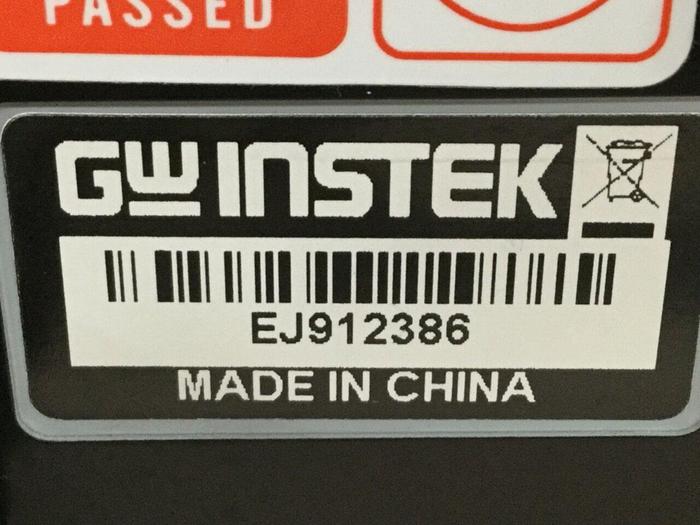 PASSED
GW INSTEK
EJ912386
MADE IN CHINA